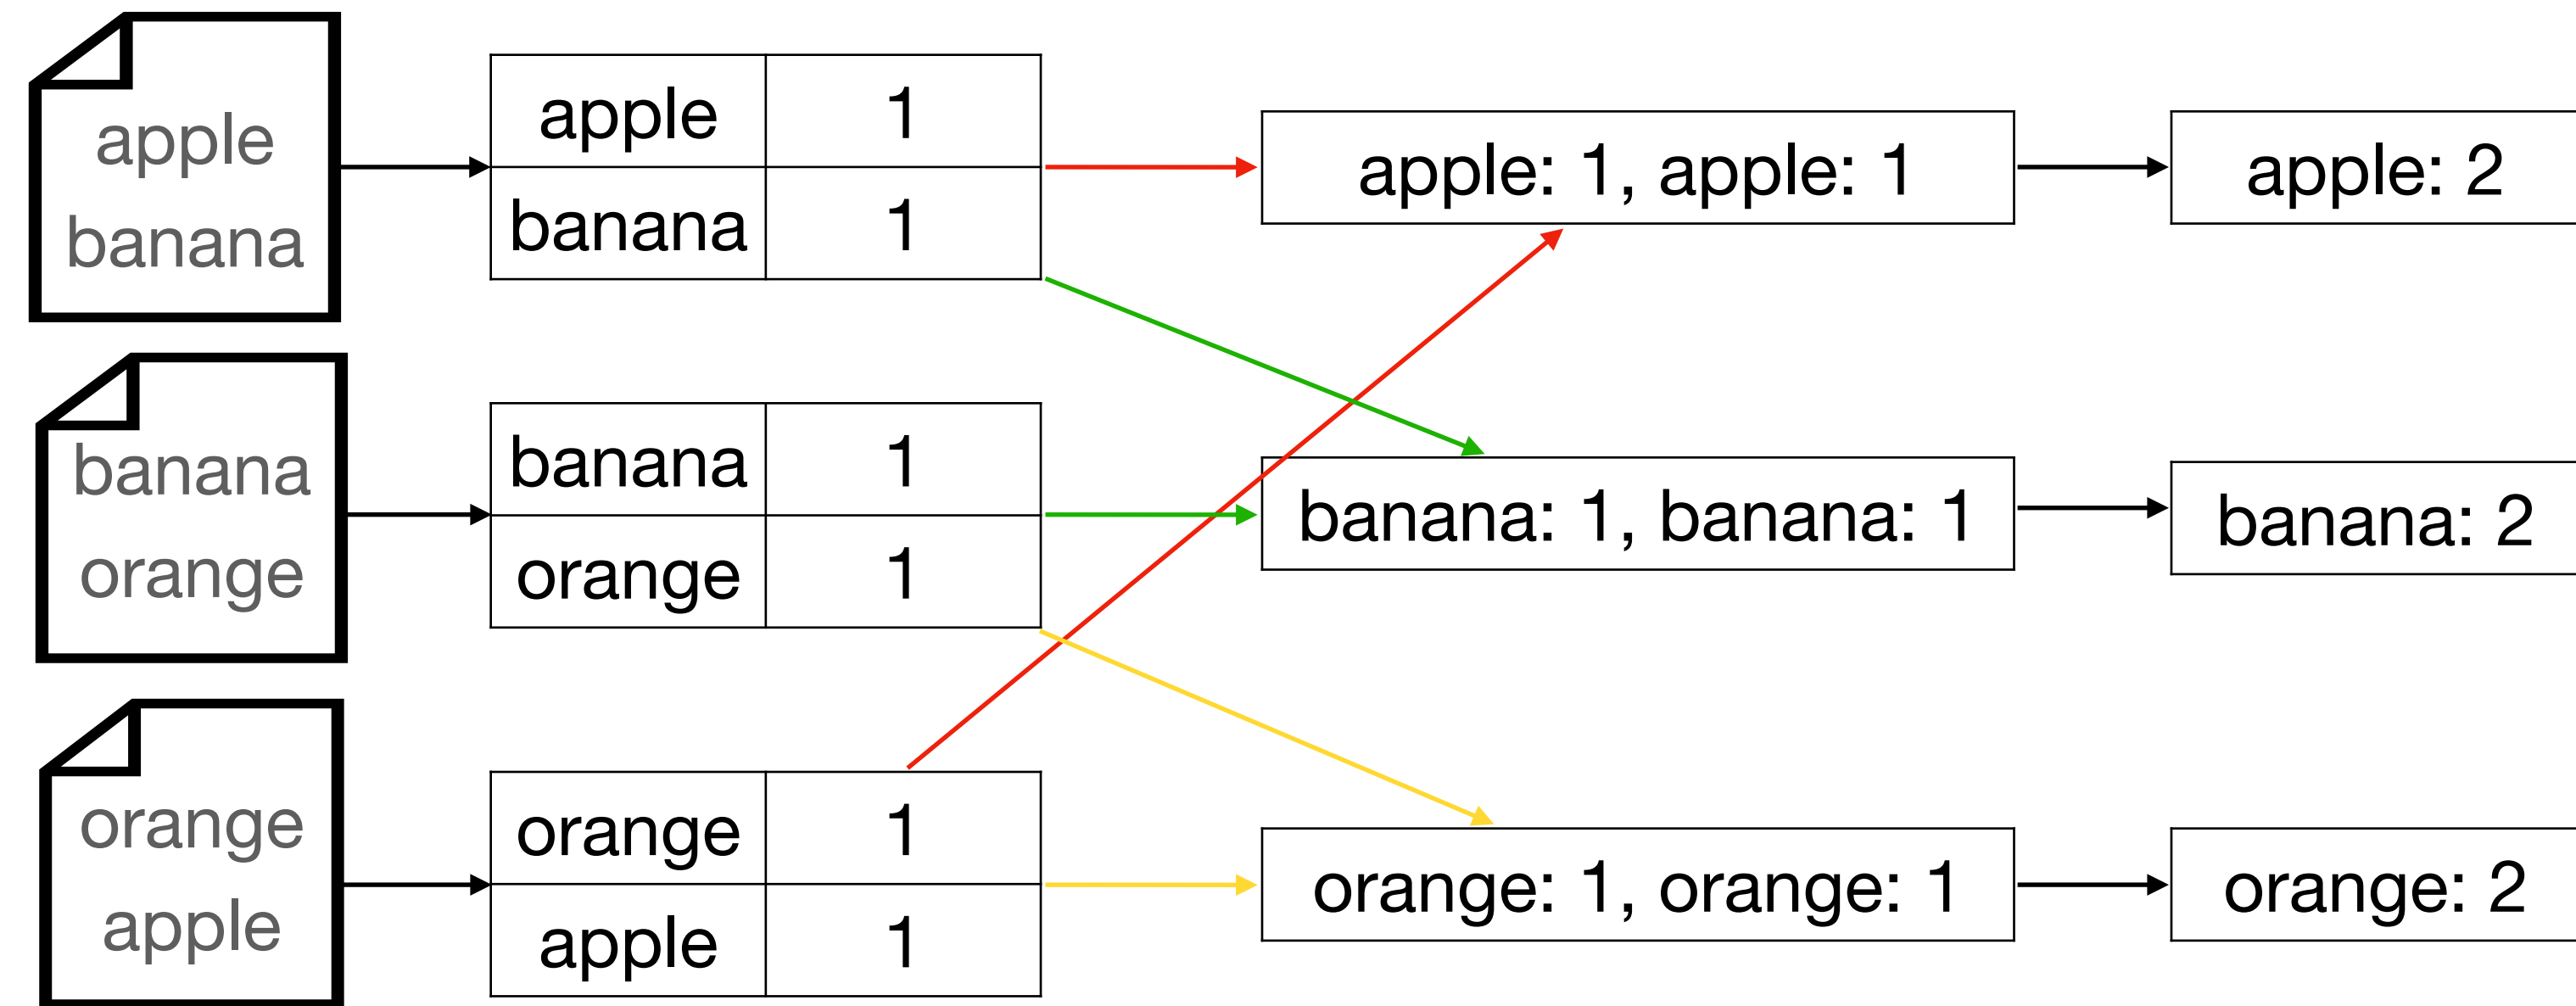 apple
banana
apple 1
banana 1
apple: 1, apple: 1
apple: 2
banana
orange
banana 1
orange 1
banana: 1, banana: 1
banana: 2
orange
apple
orange 1
apple 1
orange: 1, orange: 1
orange: 2